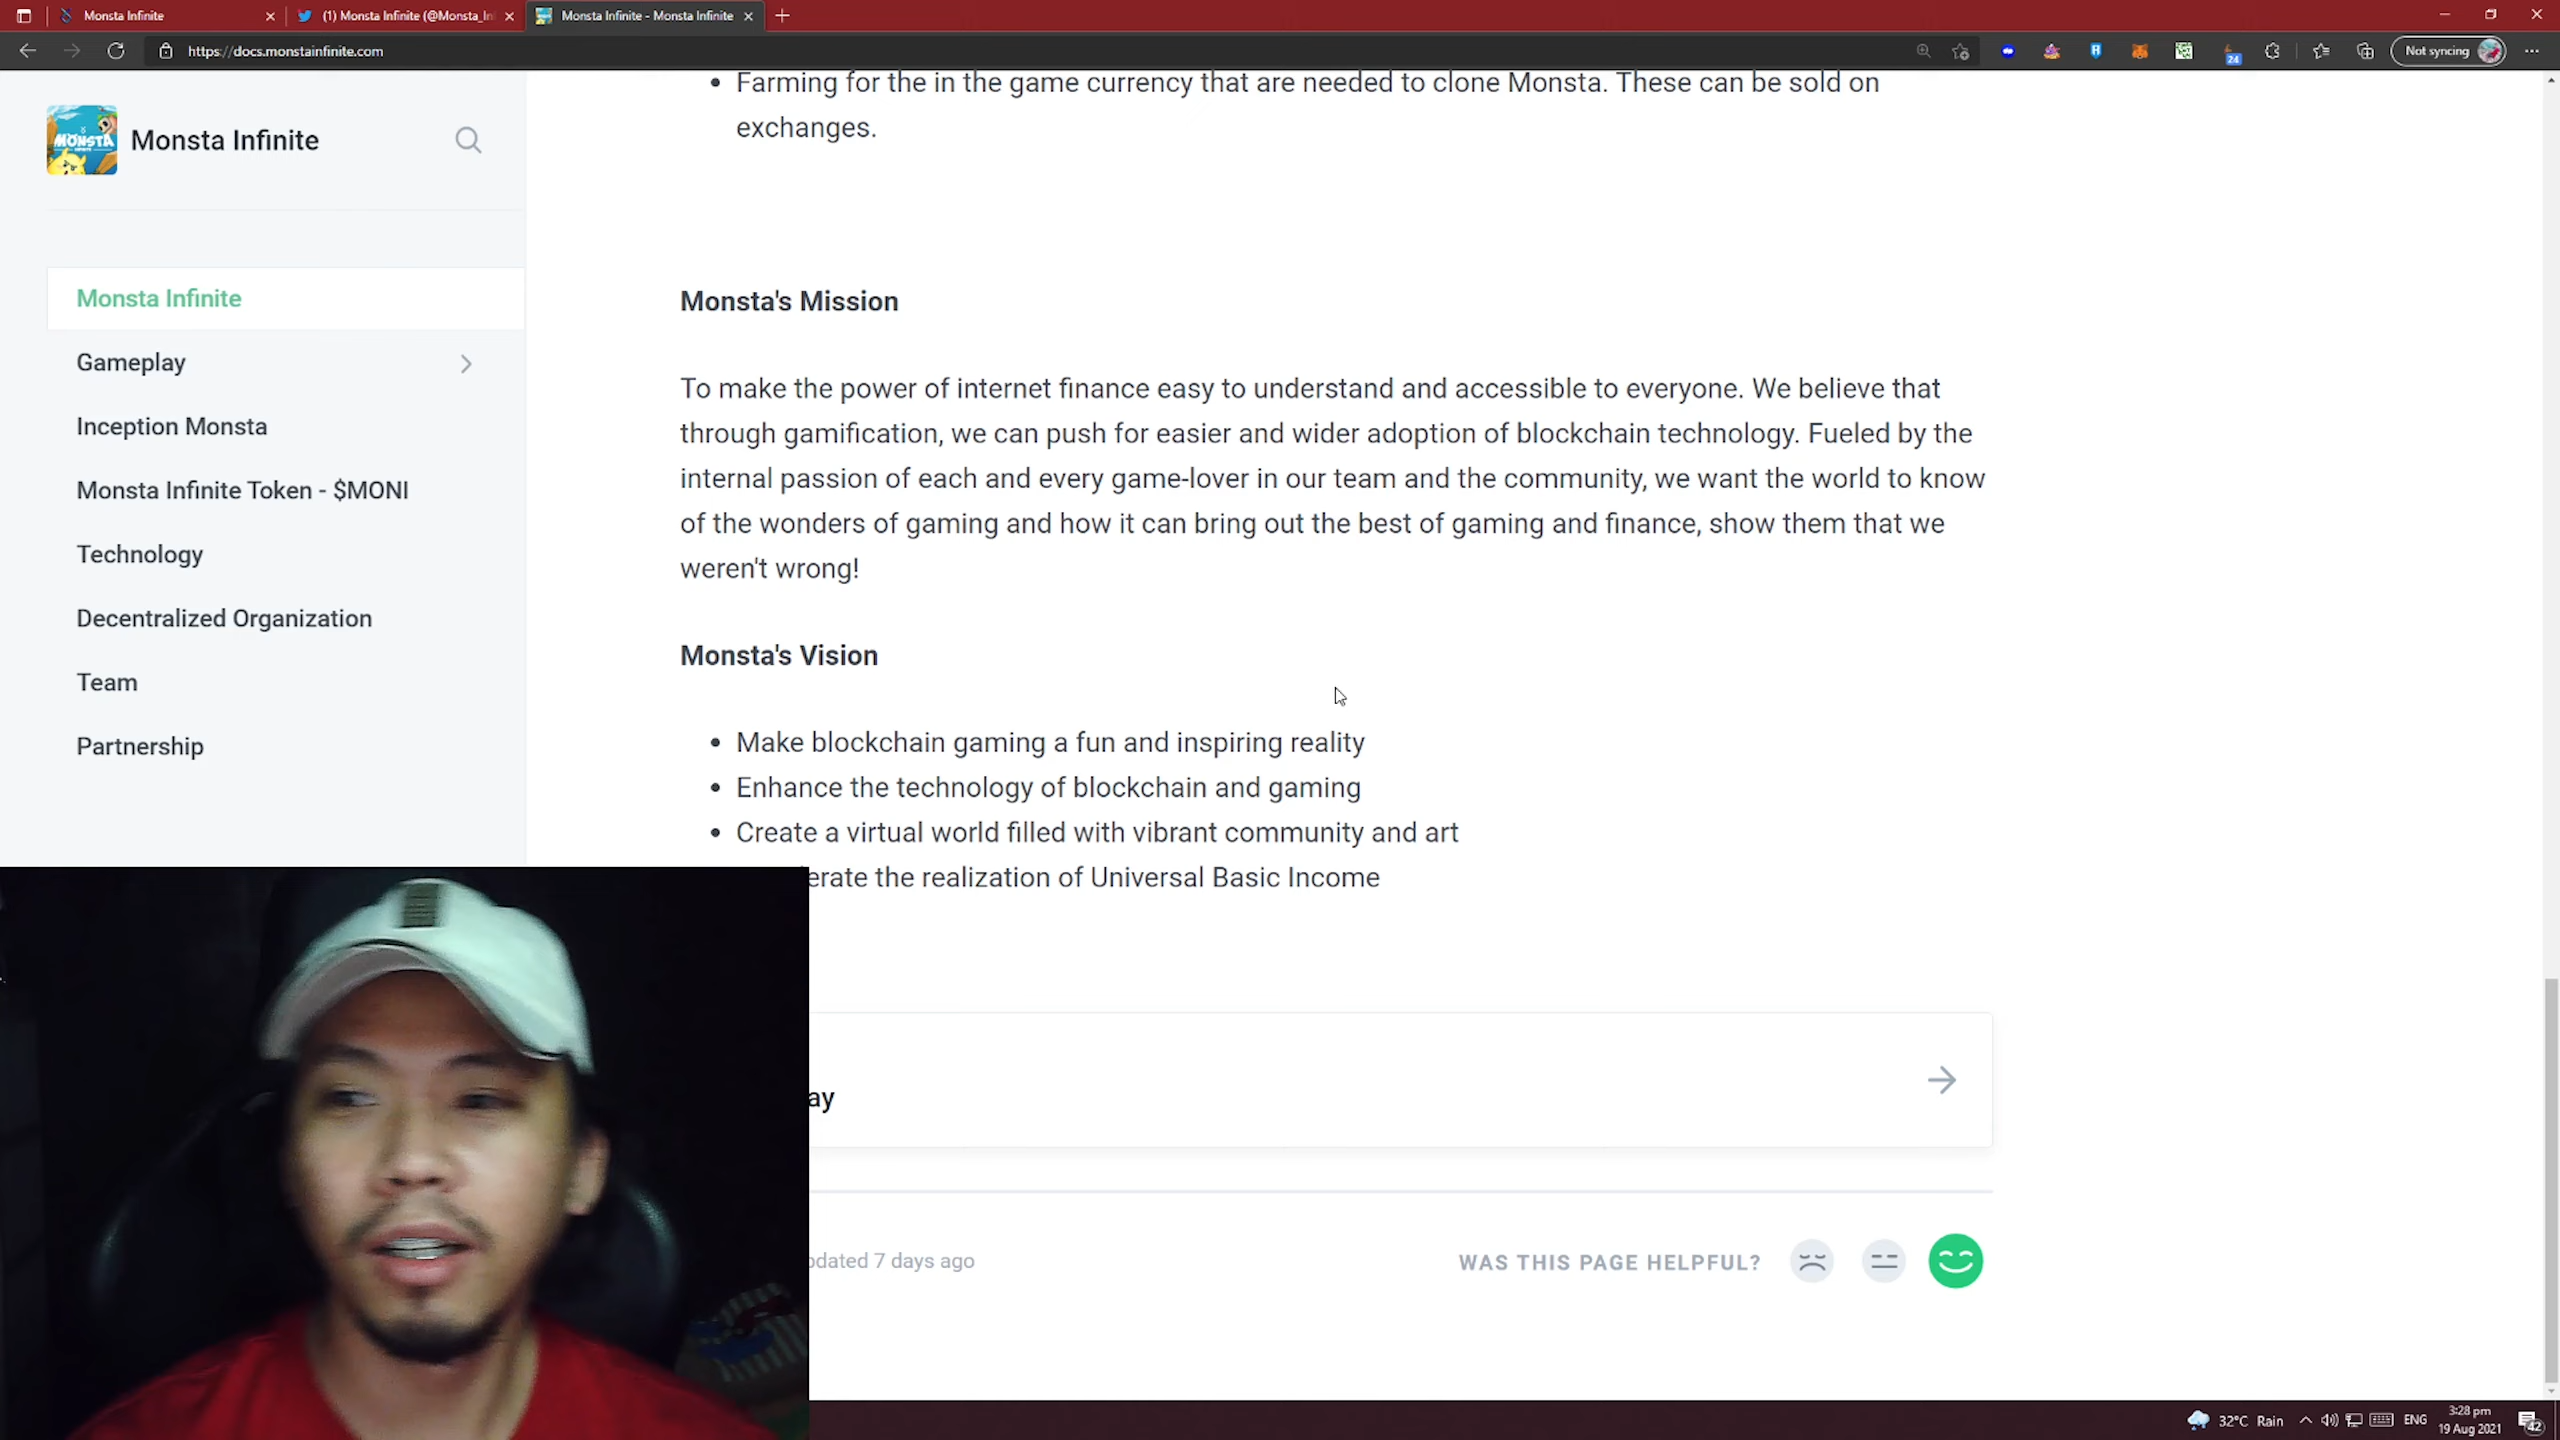 Monsta Infinite
(1) Monsta Infinite (@Monsta_In
Monsta Infinite - Monsta Infinite
https://docs.monstainfinite.com
Not syncing
24
MONSTA
Monsta Infinite
Monsta Infinite
Gameplay
Inception Monsta
Monsta Infinite Token - $MONI
Technology
Decentralized Organization
Team
Partnership
Farming for the in the game currency that are needed to clone Monsta. These can be sold on
exchanges.
Monsta's Mission
To make the power of internet finance easy to understand and accessible to everyone. We believe that
through gamification, we can push for easier and wider adoption of blockchain technology. Fueled by the
internal passion of each and every game-lover in our team and the community, we want the world to know
of the wonders of gaming and how it can bring out the best of gaming and finance, show them that we
weren't wrong!
Monsta's Vision
Make blockchain gaming a fun and inspiring reality
Enhance the technology of blockchain and gaming
Create a virtual world filled with vibrant community and art
erate the realization of Universal Basic Income
ay
dated 7 days ago
WAS THIS PAGE HELPFUL?
32°C Rain
ENG
3:28 pm
19 Aug 2021
42